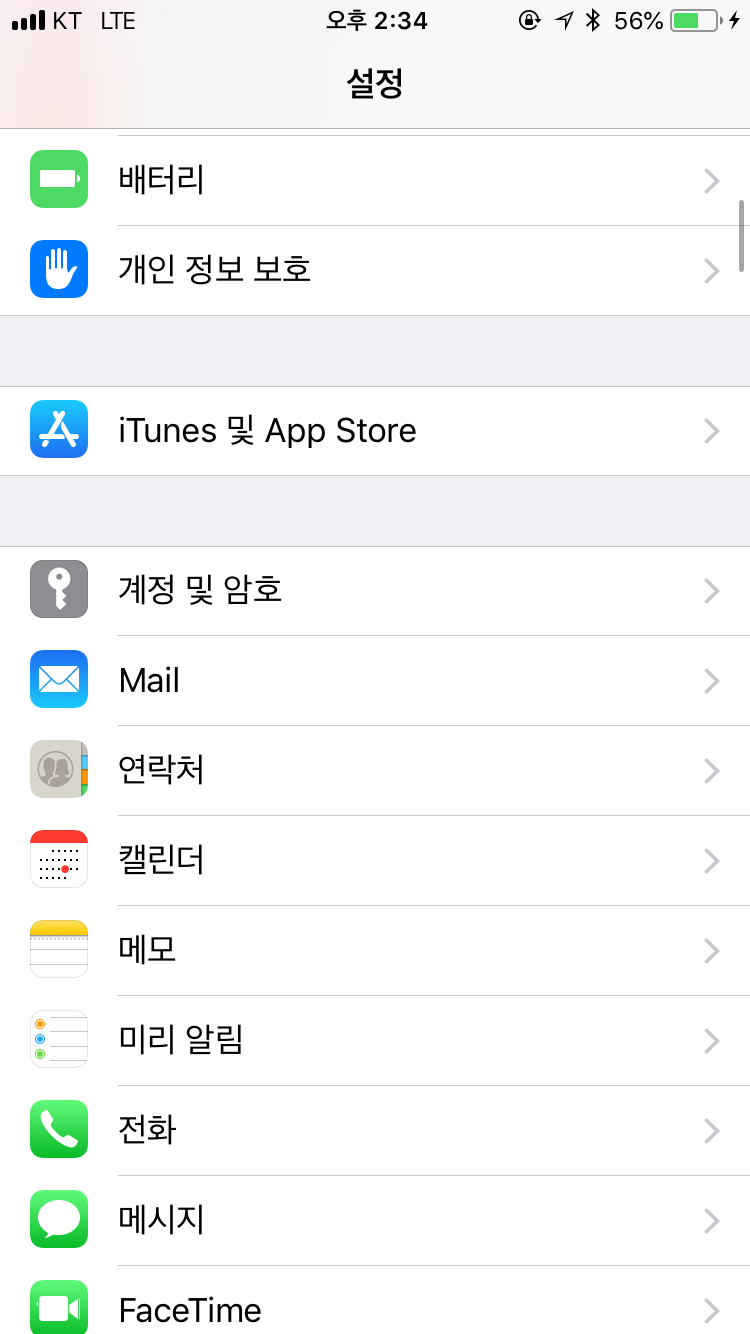 KT LTE 오후 2:34 56%
설정
배터리
개인 정보 보호
iTunes 및 App Store
계정 및 암호
Mail
연락처
캘린더
메모
미리 알림
전화
메시지
FaceTime